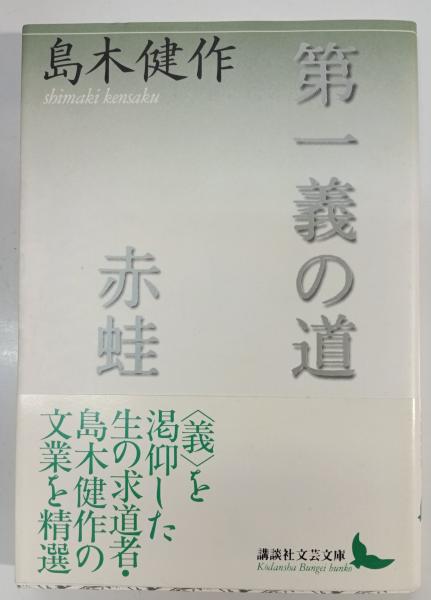 島木健作
shimaki kensaku
第一義の道
赤蛙
〈義〉を
渇仰した
生の求道者・
島木健作の
文業を精選
講談社文芸文庫
Kodansha Bungei bunko